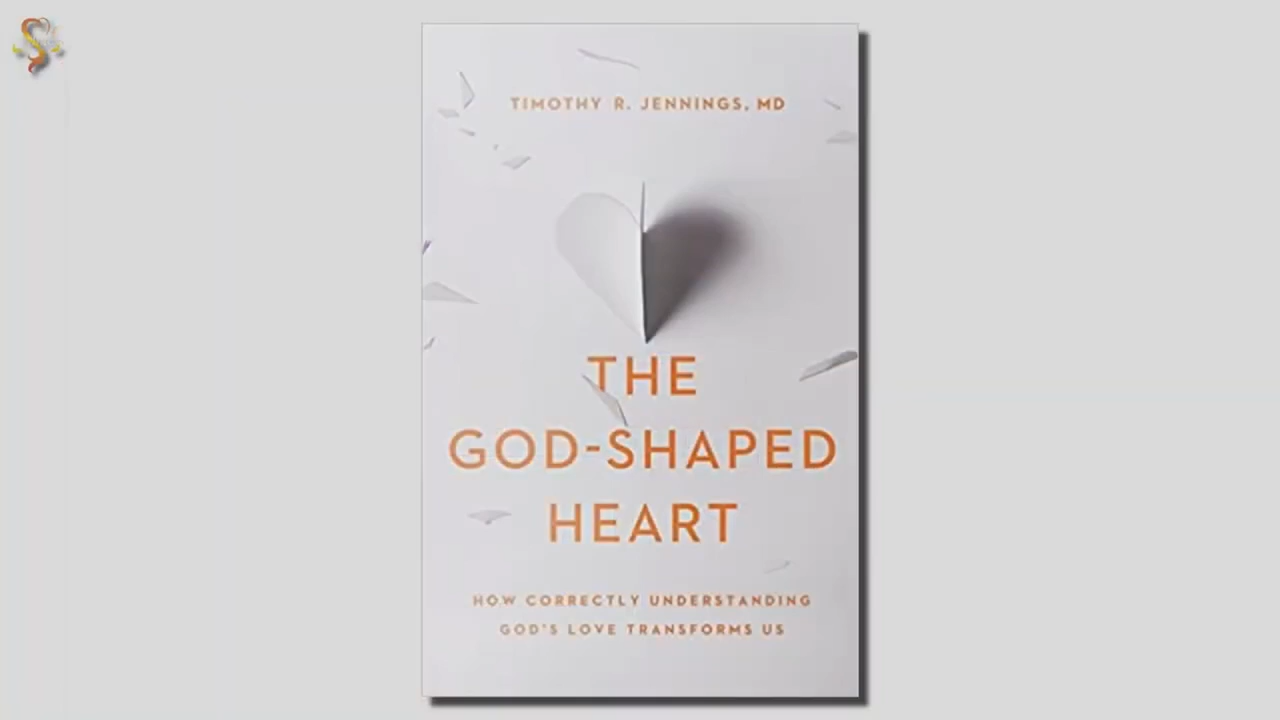 TIMOTHY R. JENNINGS, MD
THE
GOD-SHAPED
HEART
HOW CORRECTLY UNDERSTANDING
GOD'S LOVE TRANSFORMS US